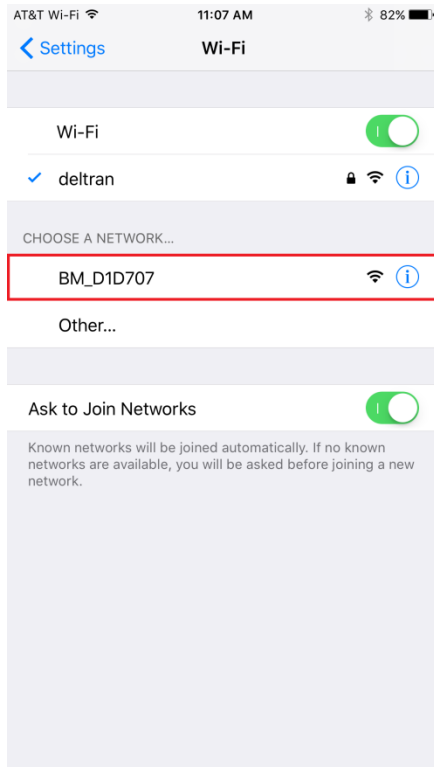 AT&T Wi-Fi 11:07 AM 82%
Settings Wi-Fi
Wi-Fi
deltran
CHOOSE A NETWORK...
BM_D1D707
Other...
Ask to Join Networks
Known networks will be joined automatically. If no known
networks are available, you will be asked before joining a new
network.